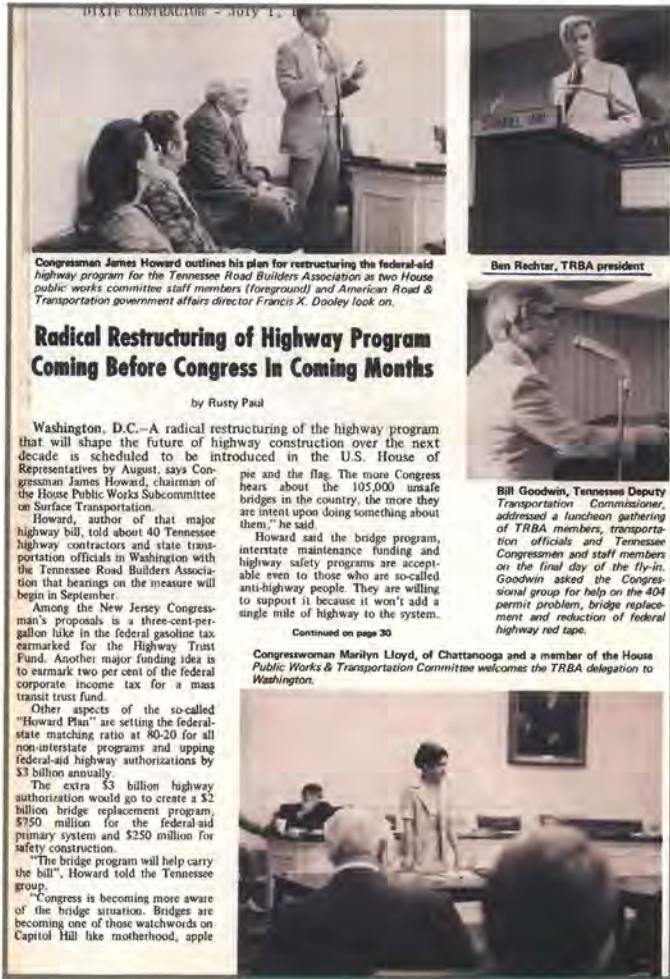 DIXIE CONTRACTOR - July 1,
Congressman James Howard outlines his plan for restructuring the federal-aid
highway program for the Tennessee Road Builders Association as two House
public works committee staff members (foreground) and American Road &
Transportation government affairs director Francis X. Dooley look on.
Ben Rechter, TRBA president
Radical Restructuring of Highway Program
Coming Before Congress In Coming Months
by Rusty Paul
Washington, D.C.—A radical restructuring of the highway program
that will shape the future of highway construction over the next
decade is scheduled to be introduced in the U.S. House of
Representatives by August, says Con-
gressman James Howard, chairman of
the House Public Works Subcommittee
on Surface Transportation.
Howard, author of that major
highway bill, told about 40 Tennessee
highway contractors and state trans-
portation officials in Washington with
the Tennessee Road Builders Associa-
tion that hearings on the measure will
begin in September.
Among the New Jersey Congress-
man's proposals is a three-cent-per-
gallon hike in the federal gasoline tax
earmarked for the Highway Trust
Fund. Another major funding idea is
to earmark two per cent of the federal
corporate income tax for a mass
transit trust fund.
Other aspects of the so-called
"Howard Plan" are setting the federal-
state matching ratio at 80-20 for all
non-interstate programs and upping
federal-aid highway authorizations by
$3 billion annually.
The extra $3 billion highway
authorization would go to create a $2
billion bridge replacement program,
$750 million for the federal-aid
primary system and $250 million for
safety construction.
"The bridge program will help carry
the bill", Howard told the Tennessee
group.
"Congress is becoming more aware
of the bridge situation. Bridges are
becoming one of those watchwords on
Capitol Hill like motherhood, apple
pie and the flag. The more Congress
hears about the 105,000 unsafe
bridges in the country, the more they
are intent upon doing something about
them," he said.
Howard said the bridge program,
interstate maintenance funding and
highway safety programs are accept-
able even to those who are so-called
anti-highway people. They are willing
to support it because it won't add a
single mile of highway to the system.
Continued on page 30
Bill Goodwin, Tennessee Deputy
Transportation Commissioner,
addressed a luncheon gathering
of TRBA members, transporta-
tion officials and Tennessee
Congressmen and staff members
on the final day of the fly-in.
Goodwin asked the Congres-
sional group for help on the 404
permit problem, bridge replace-
ment and reduction of federal
highway red tape.
Congresswoman Marilyn Lloyd, of Chattanooga and a member of the House
Public Works & Transportation Committee welcomes the TRBA delegation to
Washington.